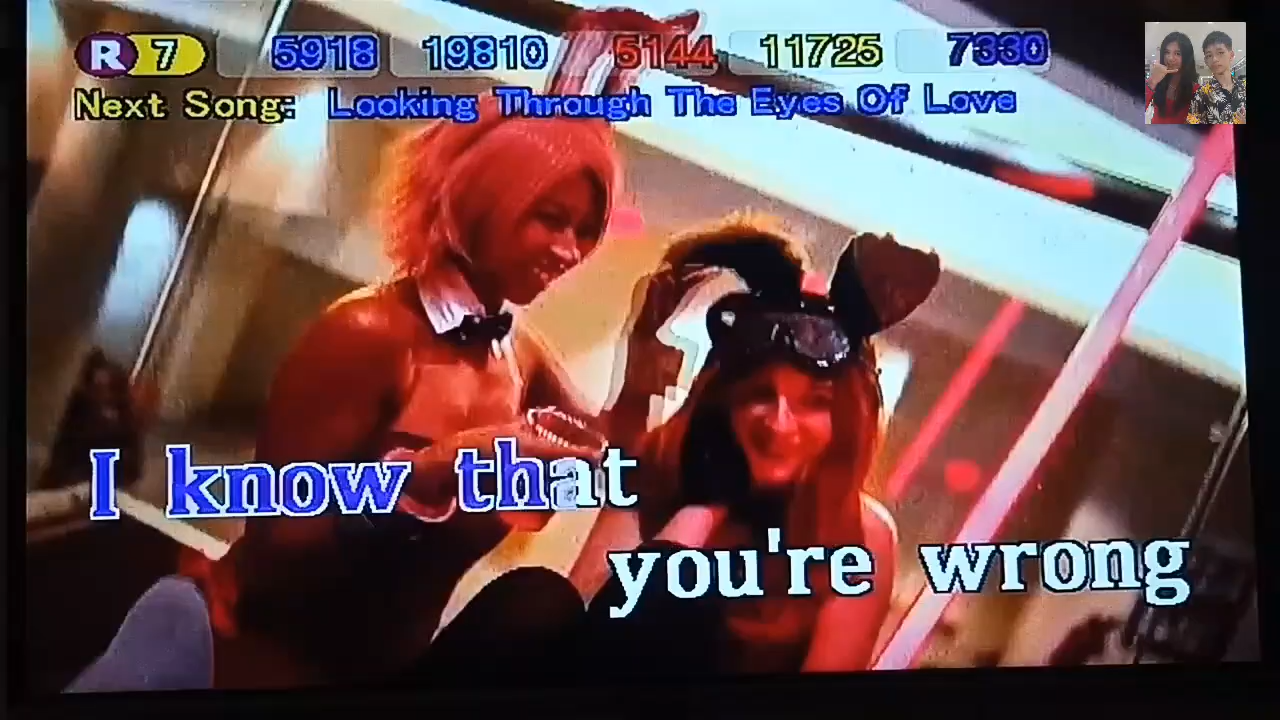 R 7 5918 19810 5144 11725 7330
Next Song: Looking Through The Eyes Of Love
I know that
you're wrong